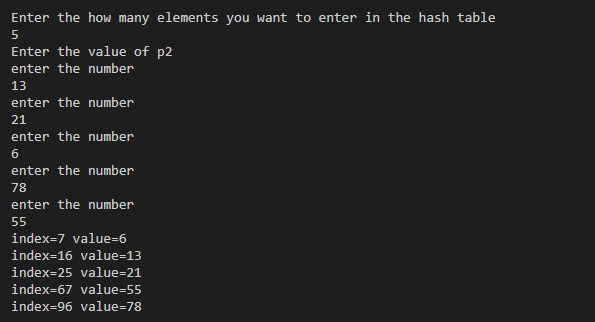 Enter the how many elements you want to enter in the hash table
5
Enter the value of p2
enter the number
13
enter the number
21
enter the number
6
enter the number
78
enter the number
55
index=7 value=6
index=16 value=13
index=25 value=21
index=67 value=55
index=96 value=78